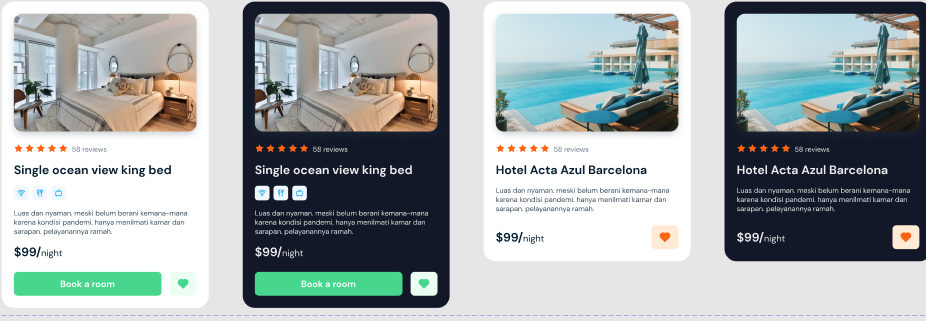 58 reviews
Single ocean view king bed
Luas dan nyaman, meski belum berani kemana-mana
karena kondisi pandemi, hanya menilmati kamar dan
sarapan, pelayanannya ramah.
$99/night
Book a room
58 reviews
Single ocean view king bed
Luas dan nyaman, meski belum berani kemana-mana
karena kondisi pandemi, hanya menilmati kamar dan
sarapan, pelayanannya ramah.
$99/night
Book a room
58 reviews
Hotel Acta Azul Barcelona
Luas dan nyaman, meski belum berani kemana-mana
karena kondisi pandemi, hanya menilmati kamar dan
sarapan, pelayanannya ramah.
$99/night
58 reviews
Hotel Acta Azul Barcelona
Luas dan nyaman, meski belum berani kemana-mana
karena kondisi pandemi, hanya menilmati kamar dan
sarapan, pelayanannya ramah.
$99/night